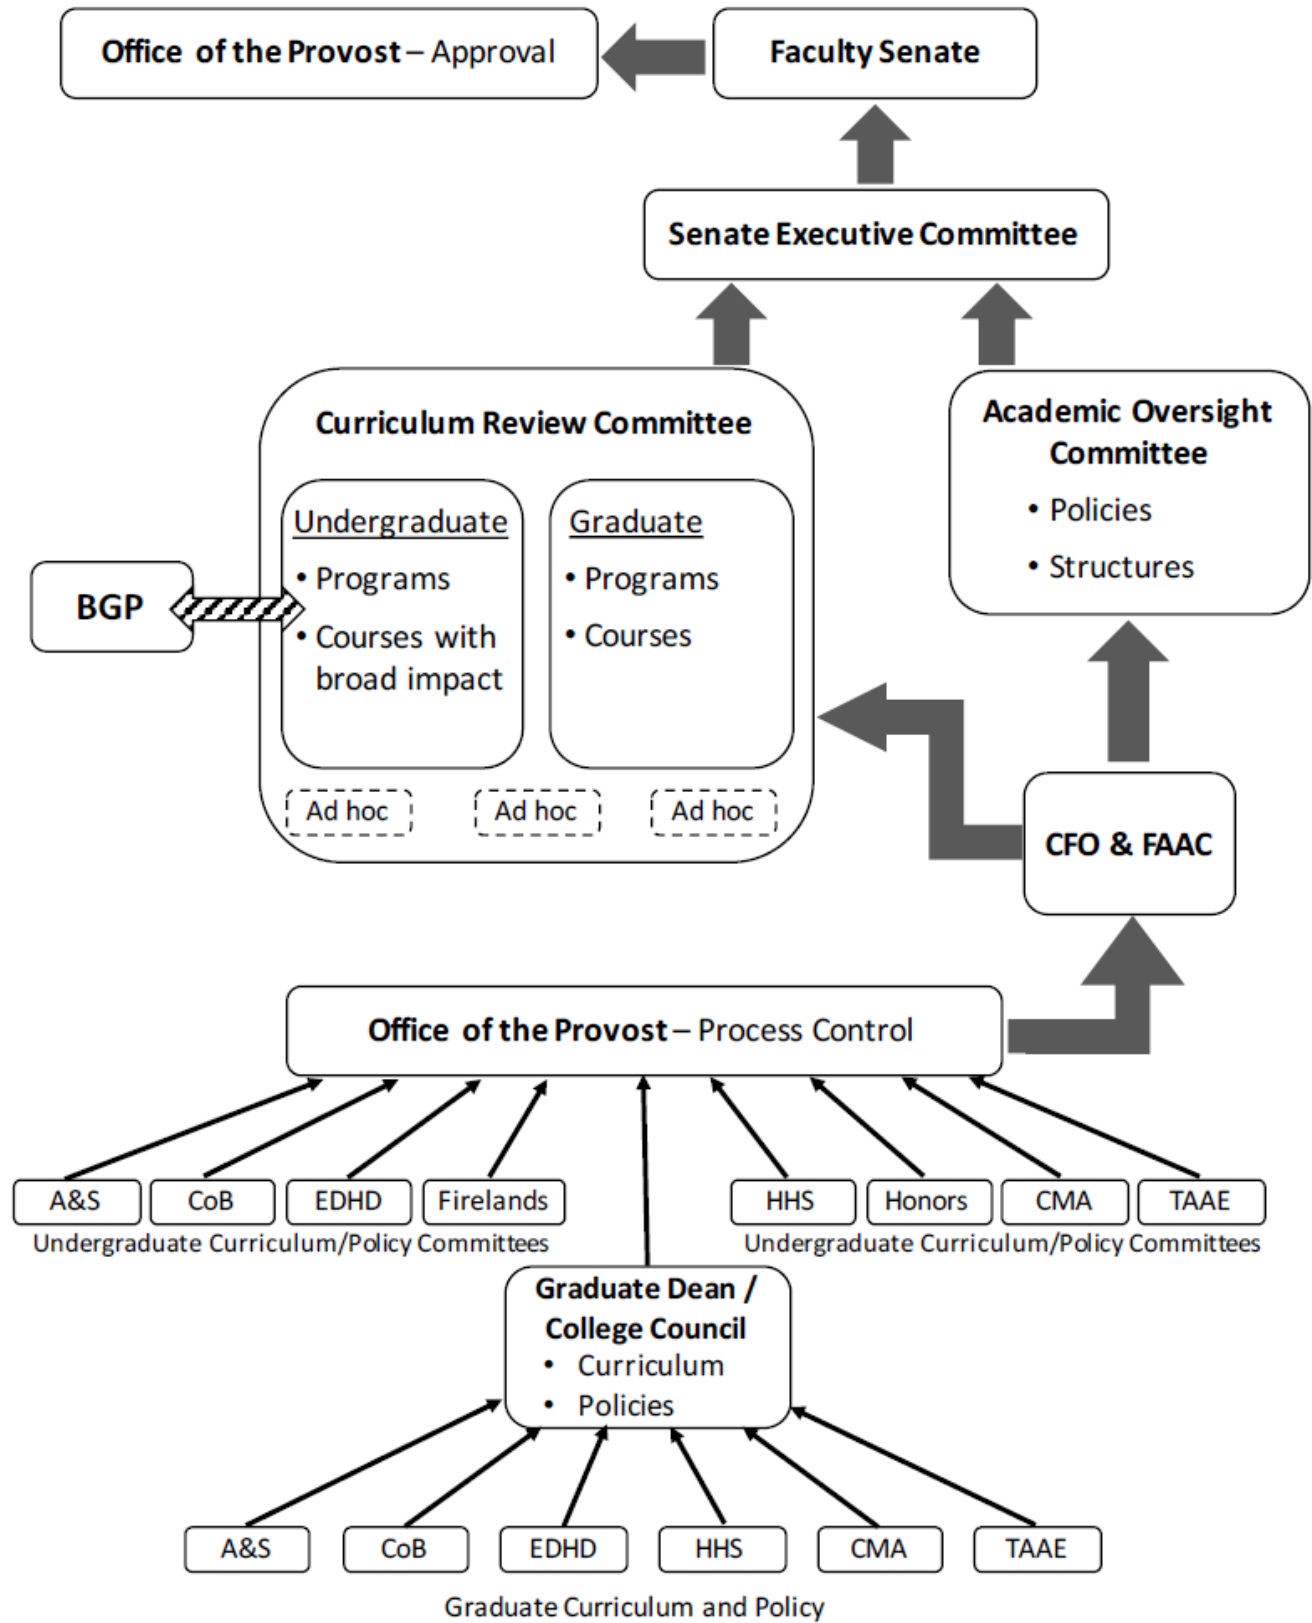 Office of the Provost – Approval
Faculty Senate
Senate Executive Committee
Curriculum Review Committee
Undergraduate
• Programs
• Courses with
broad impact
Graduate
• Programs
• Courses
Ad hoc
Ad hoc
Ad hoc
BGP
Academic Oversight
Committee
• Policies
• Structures
CFO & FAAC
Office of the Provost – Process Control
A&S
CoB
EDHD
Firelands
Undergraduate Curriculum/Policy Committees
HHS
Honors
CMA
TAAE
Undergraduate Curriculum/Policy Committees
Graduate Dean /
College Council
• Curriculum
• Policies
A&S
CoB
EDHD
HHS
CMA
TAAE
Graduate Curriculum and Policy